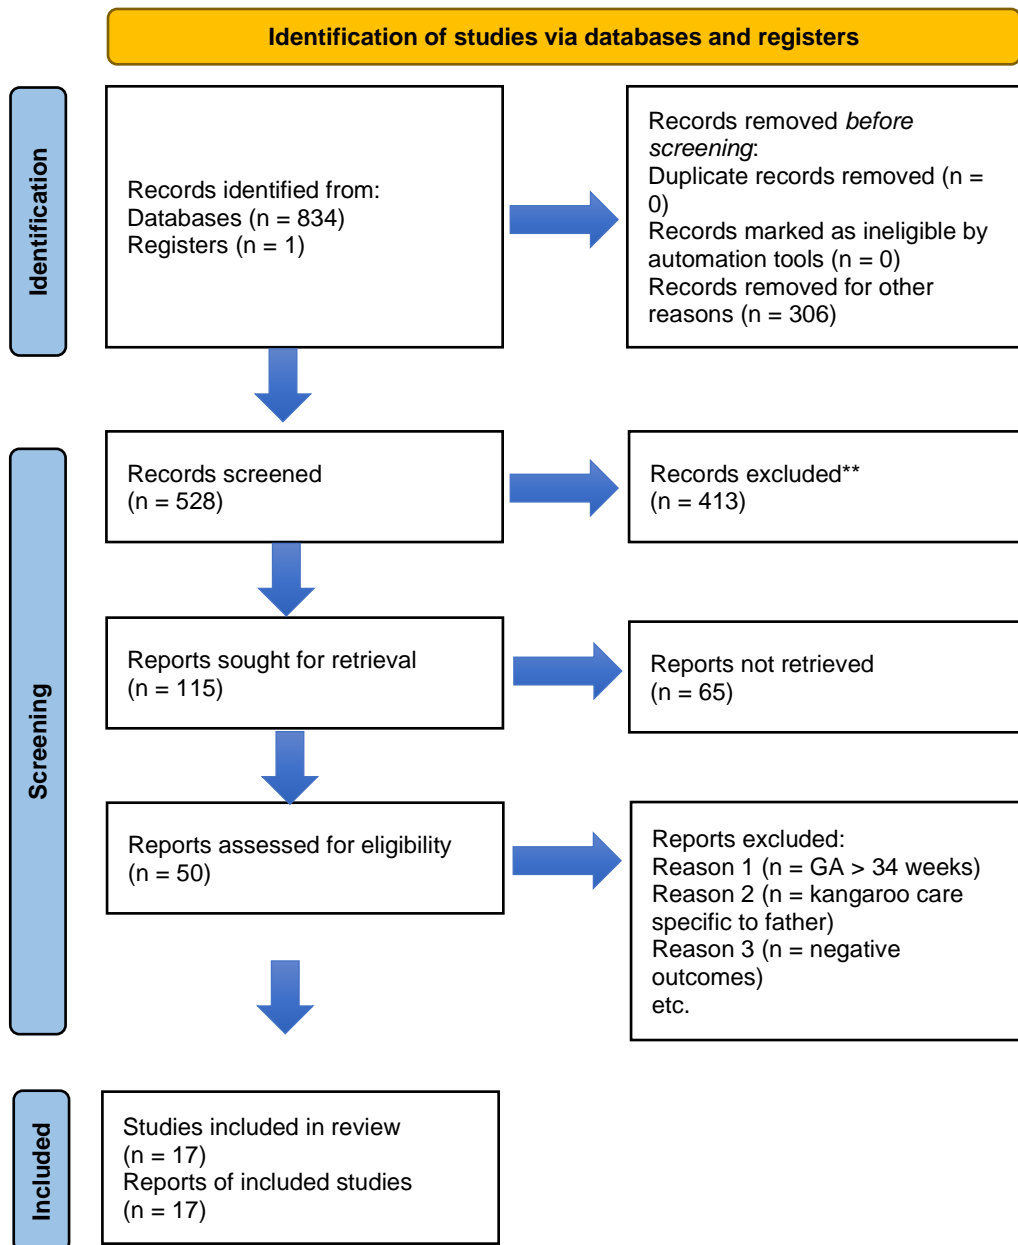 Identification of studies via databases and registers
Identification
Records identified from:
Databases (n = 834)
Registers (n = 1)
Records removed before
screening:
Duplicate records removed (n =
0)
Records marked as ineligible by
automation tools (n = 0)
Records removed for other
reasons (n = 306)
Screening
Records screened
(n = 528)
Records excluded**
(n = 413)
Reports sought for retrieval
(n = 115)
Reports not retrieved
(n = 65)
Reports assessed for eligibility
(n = 50)
Reports excluded:
Reason 1 (n = GA > 34 weeks)
Reason 2 (n = kangaroo care
specific to father)
Reason 3 (n = negative
outcomes)
etc.
Included
Studies included in review
(n = 17)
Reports of included studies
(n = 17)